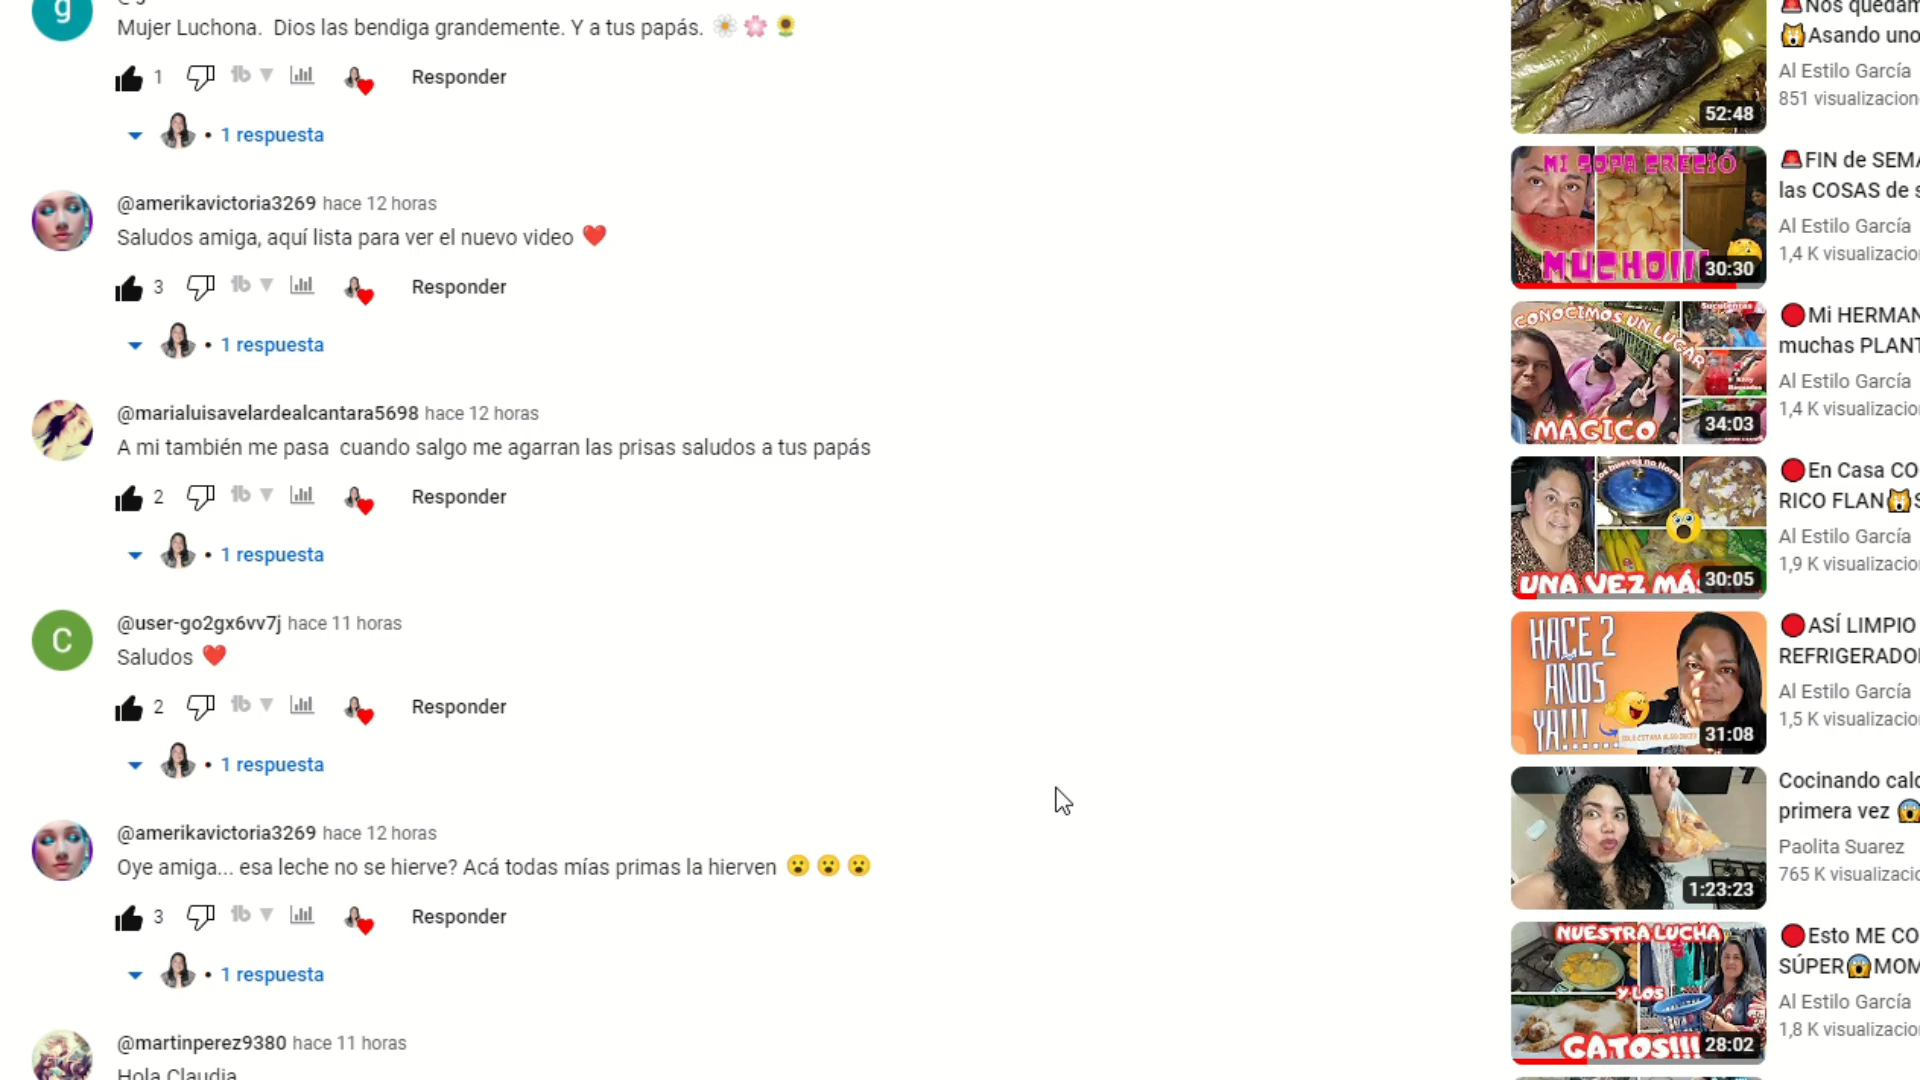 g
Mujer Luchona.  Dios las bendiga grandemente. Y a tus papás. 🌼 🌸 🌻
1
Responder
• 1 respuesta
@amerikavictoria3269 hace 12 horas
Saludos amiga, aquí lista para ver el nuevo video ❤️
3
Responder
• 1 respuesta
@marialuisavelardealcantara5698 hace 12 horas
A mi también me pasa  cuando salgo me agarran las prisas saludos a tus papás
2
Responder
• 1 respuesta
C
@user-go2gx6vv7j hace 11 horas
Saludos ❤️
2
Responder
• 1 respuesta
@amerikavictoria3269 hace 12 horas
Oye amiga... esa leche no se hierve? Acá todas mías primas la hierven 😮 😮 😮
3
Responder
• 1 respuesta
@martinperez9380 hace 11 horas
Hola Claudia
52:48
🚨Nos quedam
🙀Asando uno
Al Estilo García
851 visualizacion
MI SOPA CRECIÓ
MUCHO!!!
30:30
🚨FIN de SEMA
las COSAS de s
Al Estilo García
1,4 K visualizacio
CONOCIMOS UN LUGAR
MÁGICO
Suculentas
34:03
🔴Mi HERMAN
muchas PLANT
Al Estilo García
1,4 K visualizacio
UNA VEZ MÁS
30:05
🔴En Casa CO
RICO FLAN🙀S
Al Estilo García
1,9 K visualizacio
HACE 2
AÑOS
YA!!!.....
31:08
🔴ASÍ LIMPIO
REFRIGERADO
Al Estilo García
1,5 K visualizacio
1:23:23
Cocinando calc
primera vez 😱
Paolita Suarez
765 K visualizacio
NUESTRA LUCHA
Y LOS
GATOS!!!
28:02
🔴Esto ME CO
SÚPER😱MOM
Al Estilo García
1,8 K visualizacio